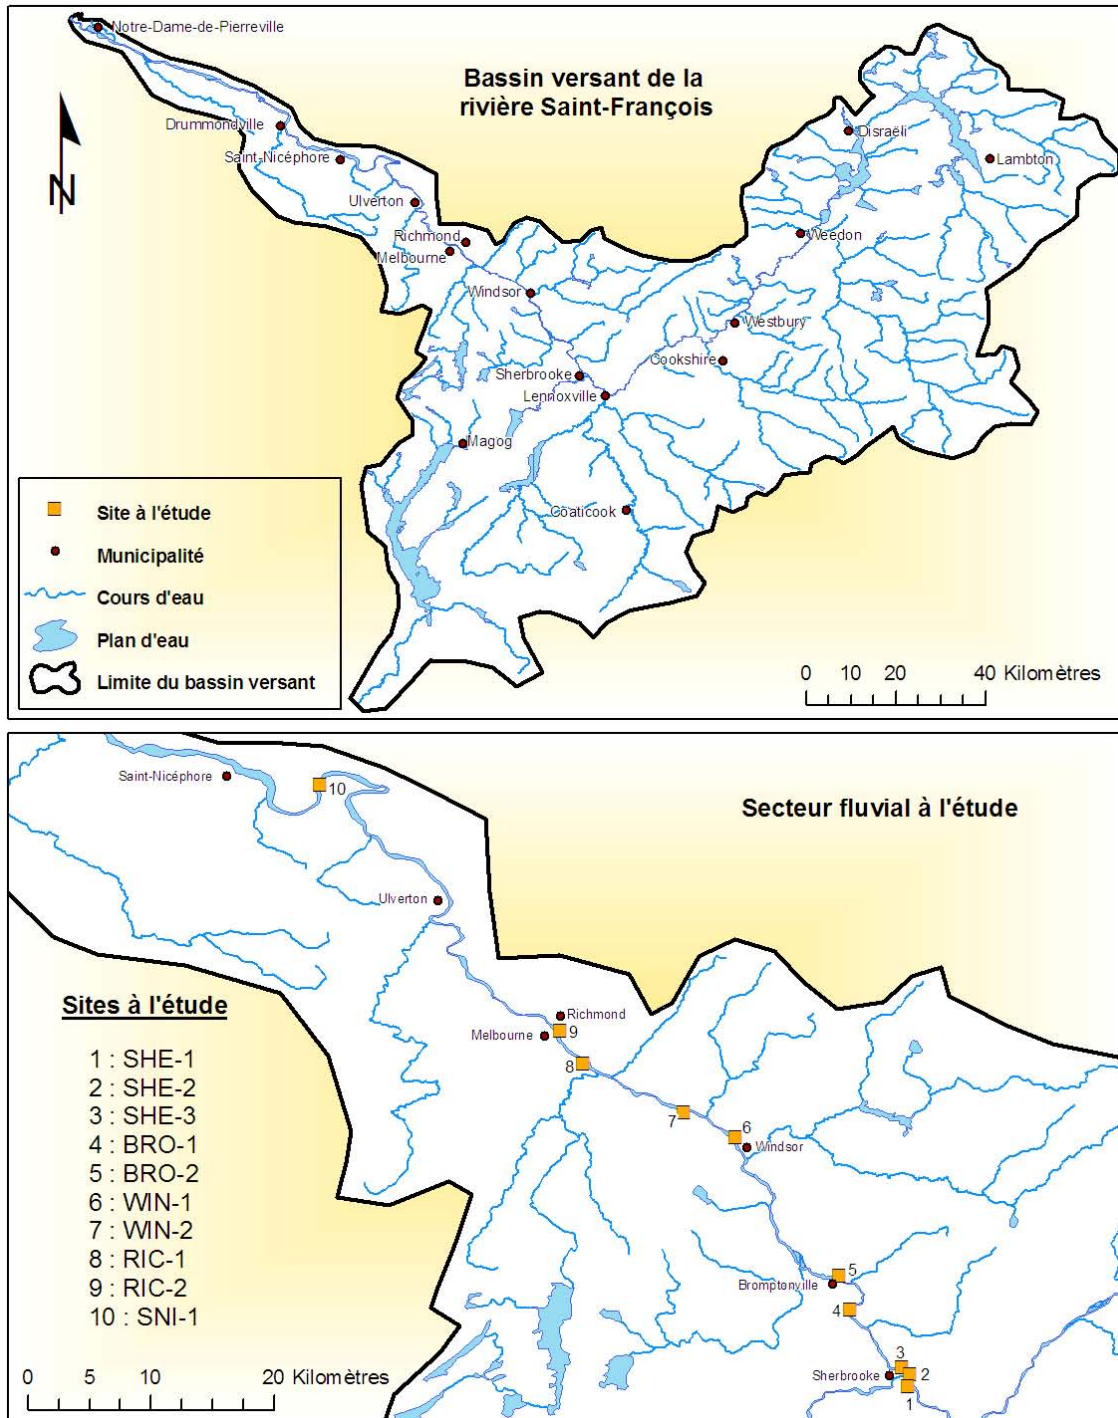 Notre-Dame-de-Pierreville
Bassin versant de la
rivière Saint-François
Drummondville
Disraëli
Saint-Nicéphore
Lambton
N
Ulverton
Richmond
Weedon
Melbourne
Windsor
Westbury
Cookshire
Sherbrooke
Lennoxville
Magog
Coaticook
Site à l'étude
Municipalité
Cours d'eau
Plan d'eau
Limite du bassin versant
0 10 20 40 Kilomètres
Saint-Nicéphore
10
Secteur fluvial à l'étude
Ulverton
Sites à l'étude
Richmond
Melbourne
9
8
7
6
Windsor
1 : SHE-1
2 : SHE-2
3 : SHE-3
4 : BRO-1
5 : BRO-2
6 : WIN-1
7 : WIN-2
8 : RIC-1
9 : RIC-2
10 : SNI-1
5
Bromptonville
4
3
Sherbrooke
2
1
0 5 10 20 Kilomètres